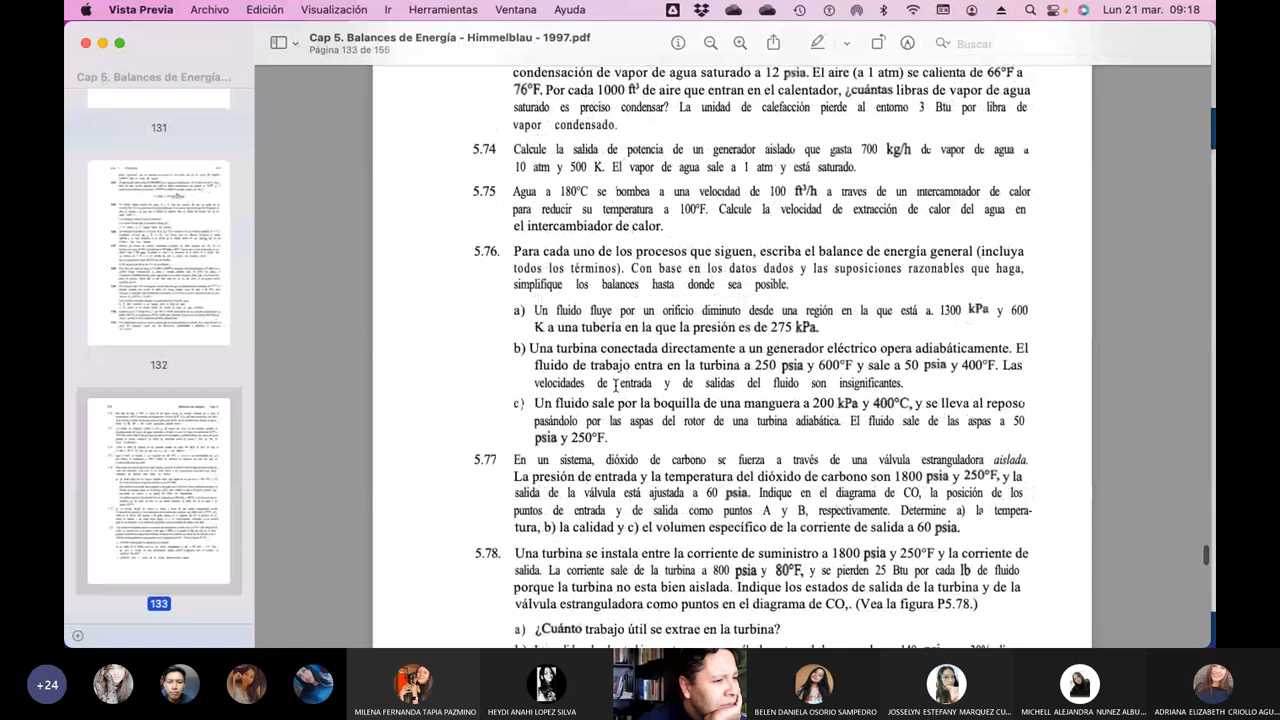 Vista Previa Archivo Edición Visualización Ir Herramientas Ventana Ayuda Lun 21 mar. 09:18
Cap 5. Balances de Energía - Himmelblau - 1997.pdf
Página 133 de 155
Buscar
Cap 5. Balances de Energía...
131
132
133
condensación de vapor de agua saturado a 12 psia. El aire (a 1 atm) se calienta de 66°F a
76°F. Por cada 1000 ft³ de aire que entran en el calentador, ¿cuántas libras de vapor de agua
saturado es preciso condensar? La unidad de calefacción pierde al entorno 3 Btu por libra de
vapor condensado.
5.74 Calcule la salida de potencia de un generador aislado que gasta 700 kg/h de vapor de agua a
10 atm y 500 K. El vapor de agua sale a 1 atm y está saturado.
5.75 Agua a 180°C se bombea a una velocidad de 100 ft³/h a traves de un intercambiador de calor
para reducir su temperatura a 100°F. Calcule la velocidad de extracción de calor del agua en
el intercambiador de calor.
5.76. Para cada uno de los procesos que siguen, escriba el balance de energía general (incluya
todos los términos). Con base en los datos dados y las suposiciones razonables que haga,
simplifique los balances hasta donde sea posible.
a) Un fluido fluye por un orificio diminuto desde una región en la que está a. 1300 kPa y 600
K a una tubería en la que la presión es de 275 kPa.
b) Una turbina conectada directamente a un generador eléctrico opera adiabáticamente. El
fluido de trabajo entra en la turbina a 250 psia y 600°F y sale a 50 psia y 400°F. Las
velocidades de entrada y de salidas del fluido son insignificantes.
c) Un fluido sale por la boquilla de una manguera a 200 kPa y 400°C, y se lleva al reposo
pasándolo por las aspas del rotor de una turbina adiabática. El fluido sale de las aspas a 50
psia y 250°F.
5.77 En un sistema, dióxido de carbono se fuerza a través de una válvula estranguladora aislada.
La presión de entrada y la temperatura del dióxido de carbono son 1800 psia y 250°F, y la
salida de la válvula está ajustada a 60 psia. Indique en el diagrama de CO, la posición de los
puntos de entrada y de salida como puntos A y B, respectivamente. Determine a) la tempera-
tura, b) la calidad y c) el volumen específico de la corriente de salida a 60 psia.
5.78. Una turbina se instala entre la corriente de suministro a 1800 psia y 250°F y la corriente de
salida. La corriente sale de la turbina a 800 psia y 80°F, y se pierden 25 Btu por cada lb de fluido
porque la turbina no esta bien aislada. Indique los estados de salida de la turbina y de la
válvula estranguladora como puntos en el diagrama de CO,. (Vea la figura P5.78.)
a) ¿Cuánto trabajo útil se extrae en la turbina?
+24
MILENA FERNANDA TAPIA PAZMINO
HEYDI ANAHI LOPEZ SILVA
BELEN DANIELA OSORIO SAMPEDRO
JOSSELYN ESTEFANY MARQUEZ CU...
MICHELL ALEJANDRA NUNEZ ALBU...
ADRIANA ELIZABETH CRIOLLO AGU...